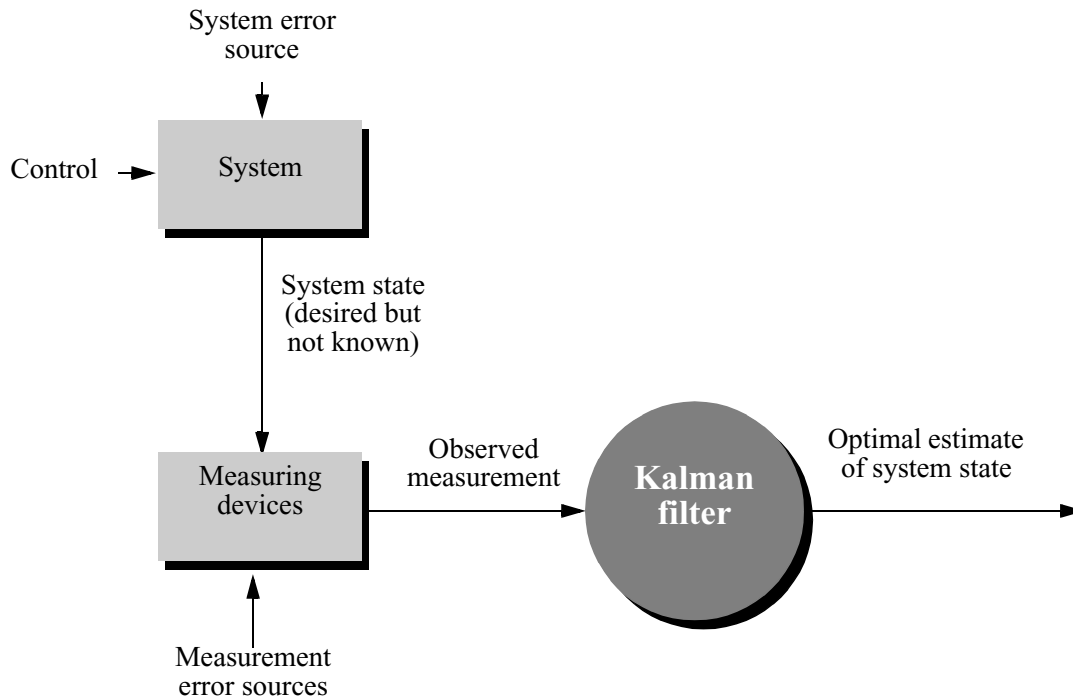 System error
source
Control
System
System state
(desired but
not known)
Measuring
devices
Observed
measurement
Kalman
filter
Optimal estimate
of system state
Measurement
error sources